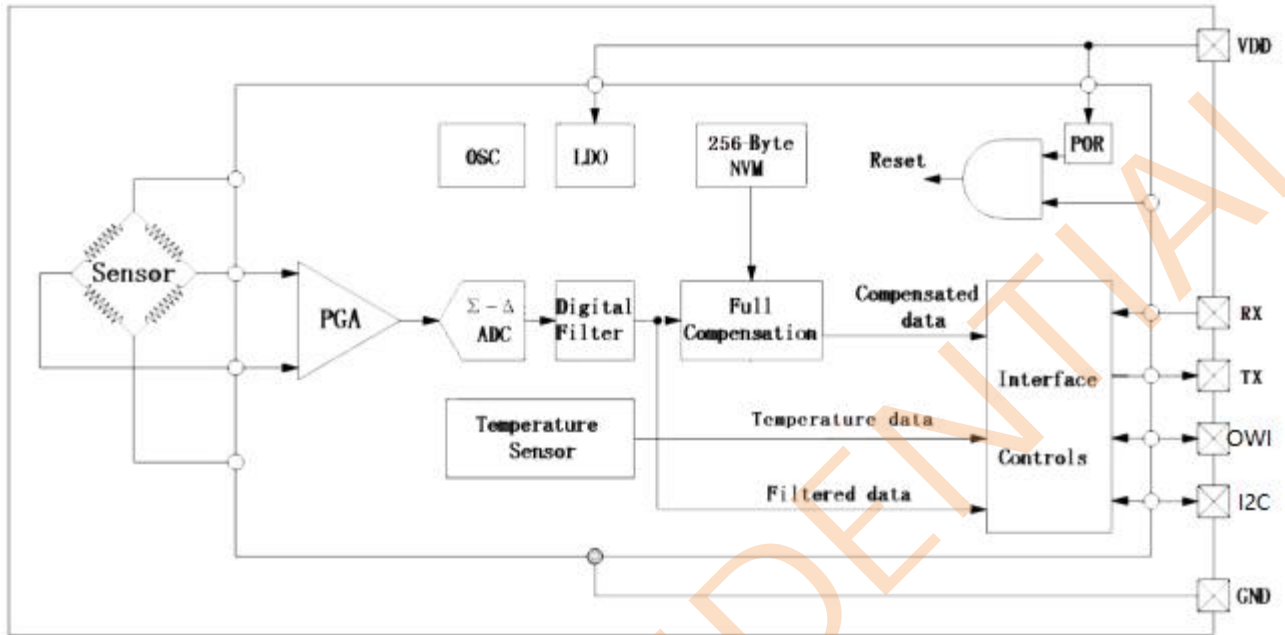 VDD
OSC
LDO
256-Byte
NVM
POR
Reset
Sensor
PGA
Σ-Δ
ADC
Digital
Filter
Full
Compensation
Compensated
data
RX
Interface
TX
Temperature
Sensor
Temperature data
OWI
Controls
Filtered data
I2C
GND
DENTIAL